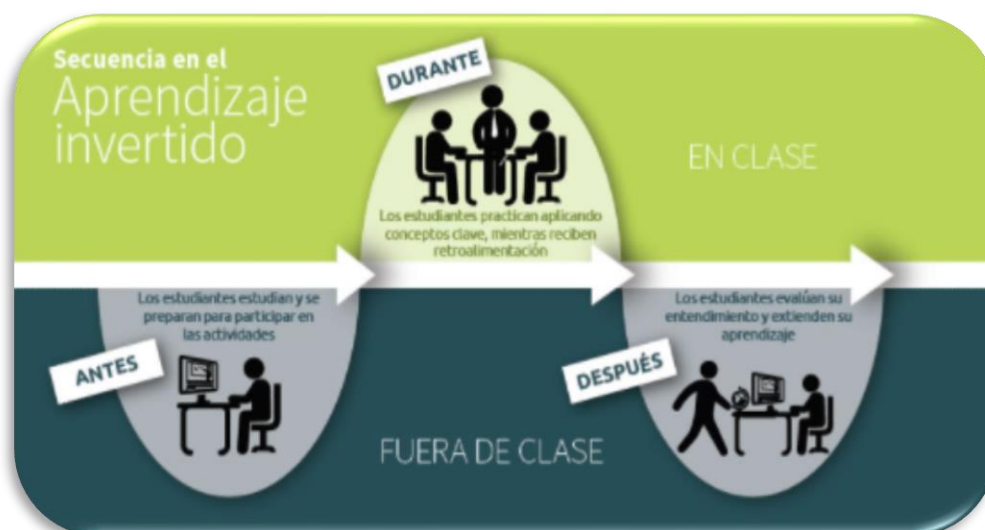 Secuencia en el
Aprendizaje
invertido
DURANTE
EN CLASE
Los estudiantes practican aplicando
conceptos clave, mientras reciben
retroalimentación
Los estudiantes estudian y se
preparan para participar en
las actividades
ANTES
Los estudiantes evalúan su
entendimiento y extienden su
aprendizaje
DESPUÉS
FUERA DE CLASE